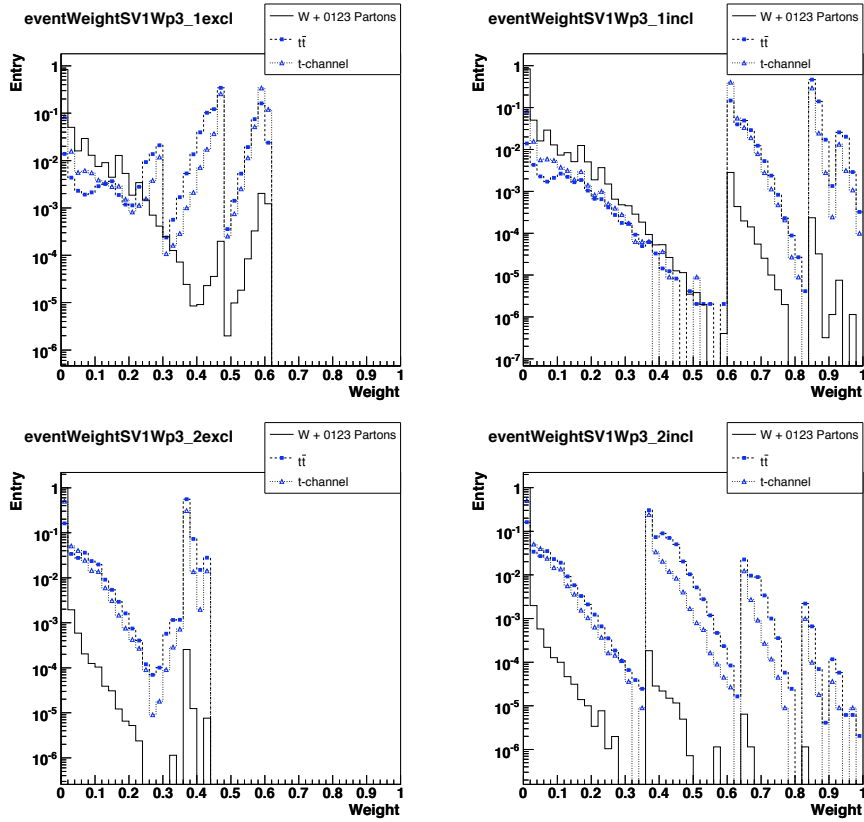 eventWeightSV1Wp3_1excl
W + 0123 Partons
tt̄
t-channel
Entry
1
10⁻¹
10⁻²
10⁻³
10⁻⁴
10⁻⁵
10⁻⁶
0 0.1 0.2 0.3 0.4 0.5 0.6 0.7 0.8 0.9 1
Weight
eventWeightSV1Wp3_1incl
W + 0123 Partons
tt̄
t-channel
Entry
1
10⁻¹
10⁻²
10⁻³
10⁻⁴
10⁻⁵
10⁻⁶
10⁻⁷
0 0.1 0.2 0.3 0.4 0.5 0.6 0.7 0.8 0.9 1
Weight
eventWeightSV1Wp3_2excl
W + 0123 Partons
tt̄
t-channel
Entry
1
10⁻¹
10⁻²
10⁻³
10⁻⁴
10⁻⁵
10⁻⁶
0 0.1 0.2 0.3 0.4 0.5 0.6 0.7 0.8 0.9 1
Weight
eventWeightSV1Wp3_2incl
W + 0123 Partons
tt̄
t-channel
Entry
1
10⁻¹
10⁻²
10⁻³
10⁻⁴
10⁻⁵
10⁻⁶
0 0.1 0.2 0.3 0.4 0.5 0.6 0.7 0.8 0.9 1
Weight